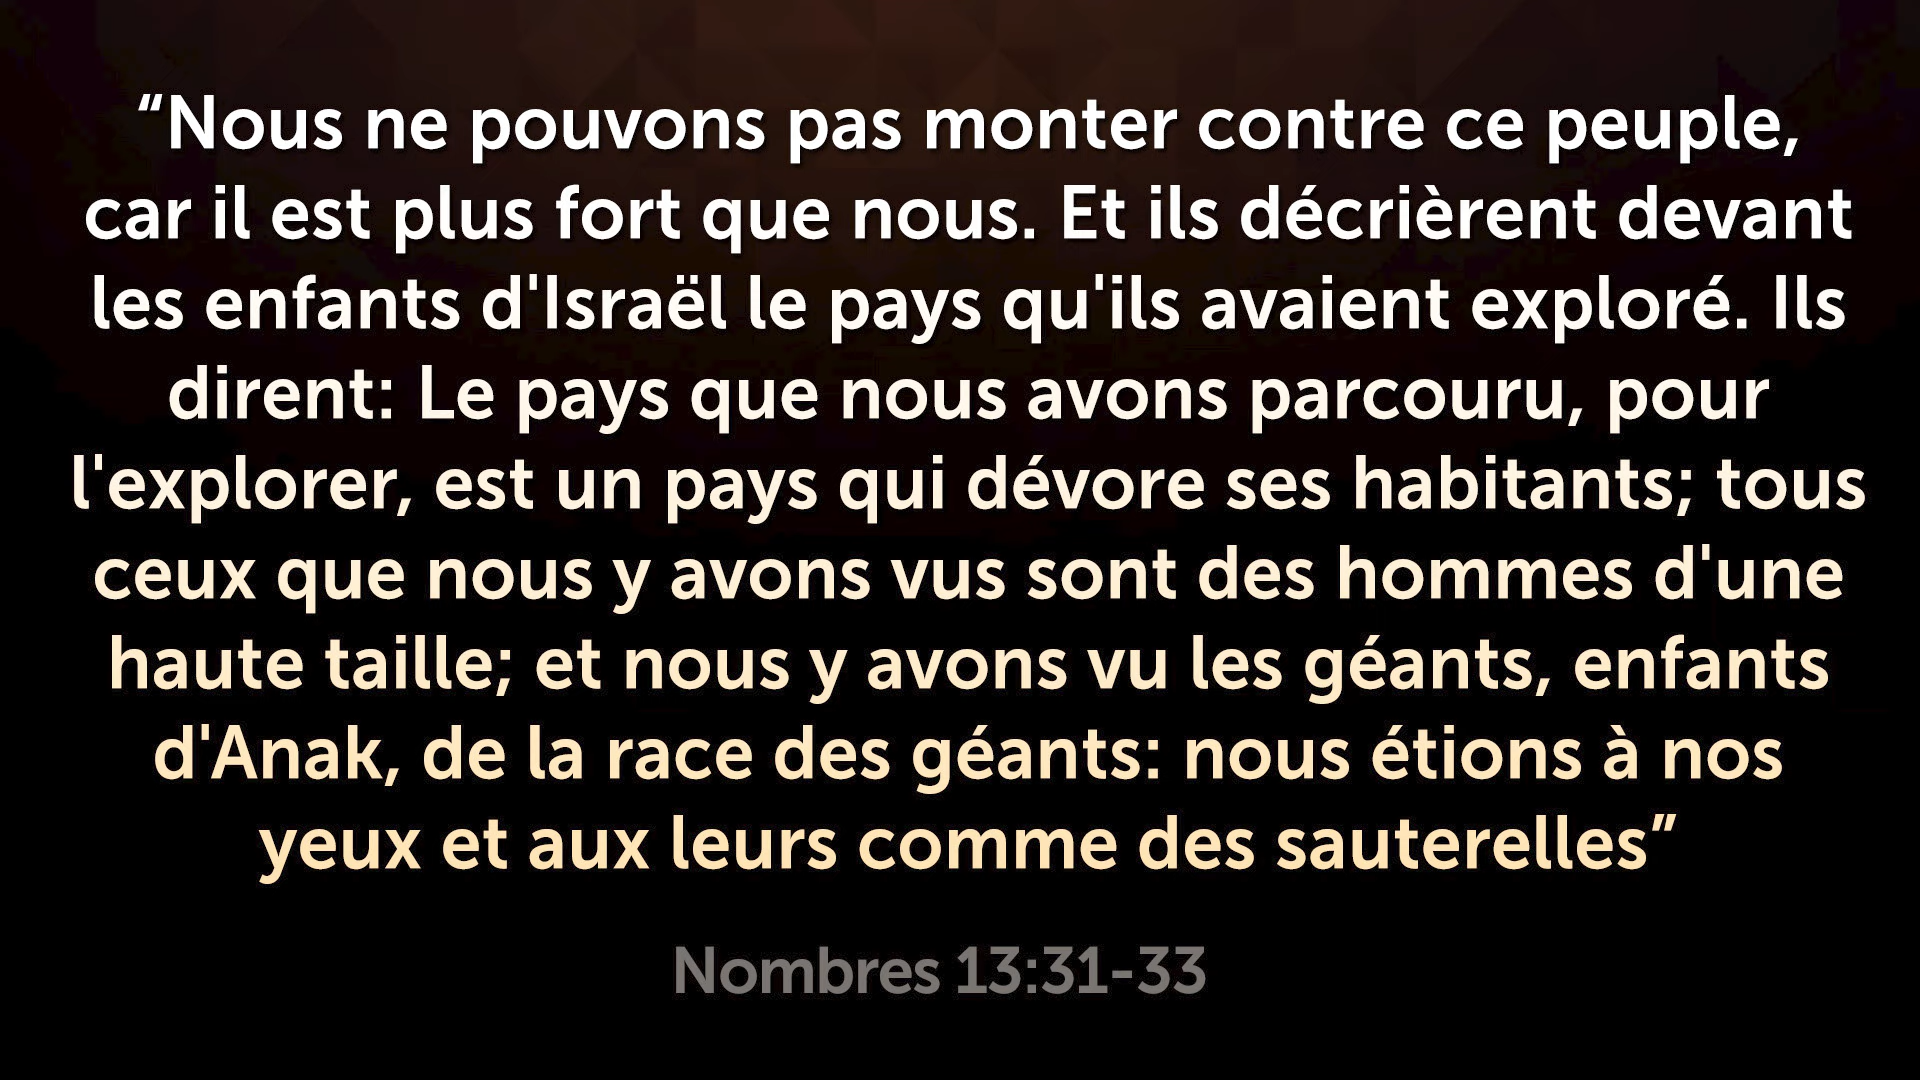 “Nous ne pouvons pas monter contre ce peuple,
car il est plus fort que nous. Et ils décrièrent devant
les enfants d'Israël le pays qu'ils avaient exploré. Ils
dirent: Le pays que nous avons parcouru, pour
l'explorer, est un pays qui dévore ses habitants; tous
ceux que nous y avons vus sont des hommes d'une
haute taille; et nous y avons vu les géants, enfants
d'Anak, de la race des géants: nous étions à nos
yeux et aux leurs comme des sauterelles”
Nombres 13:31-33